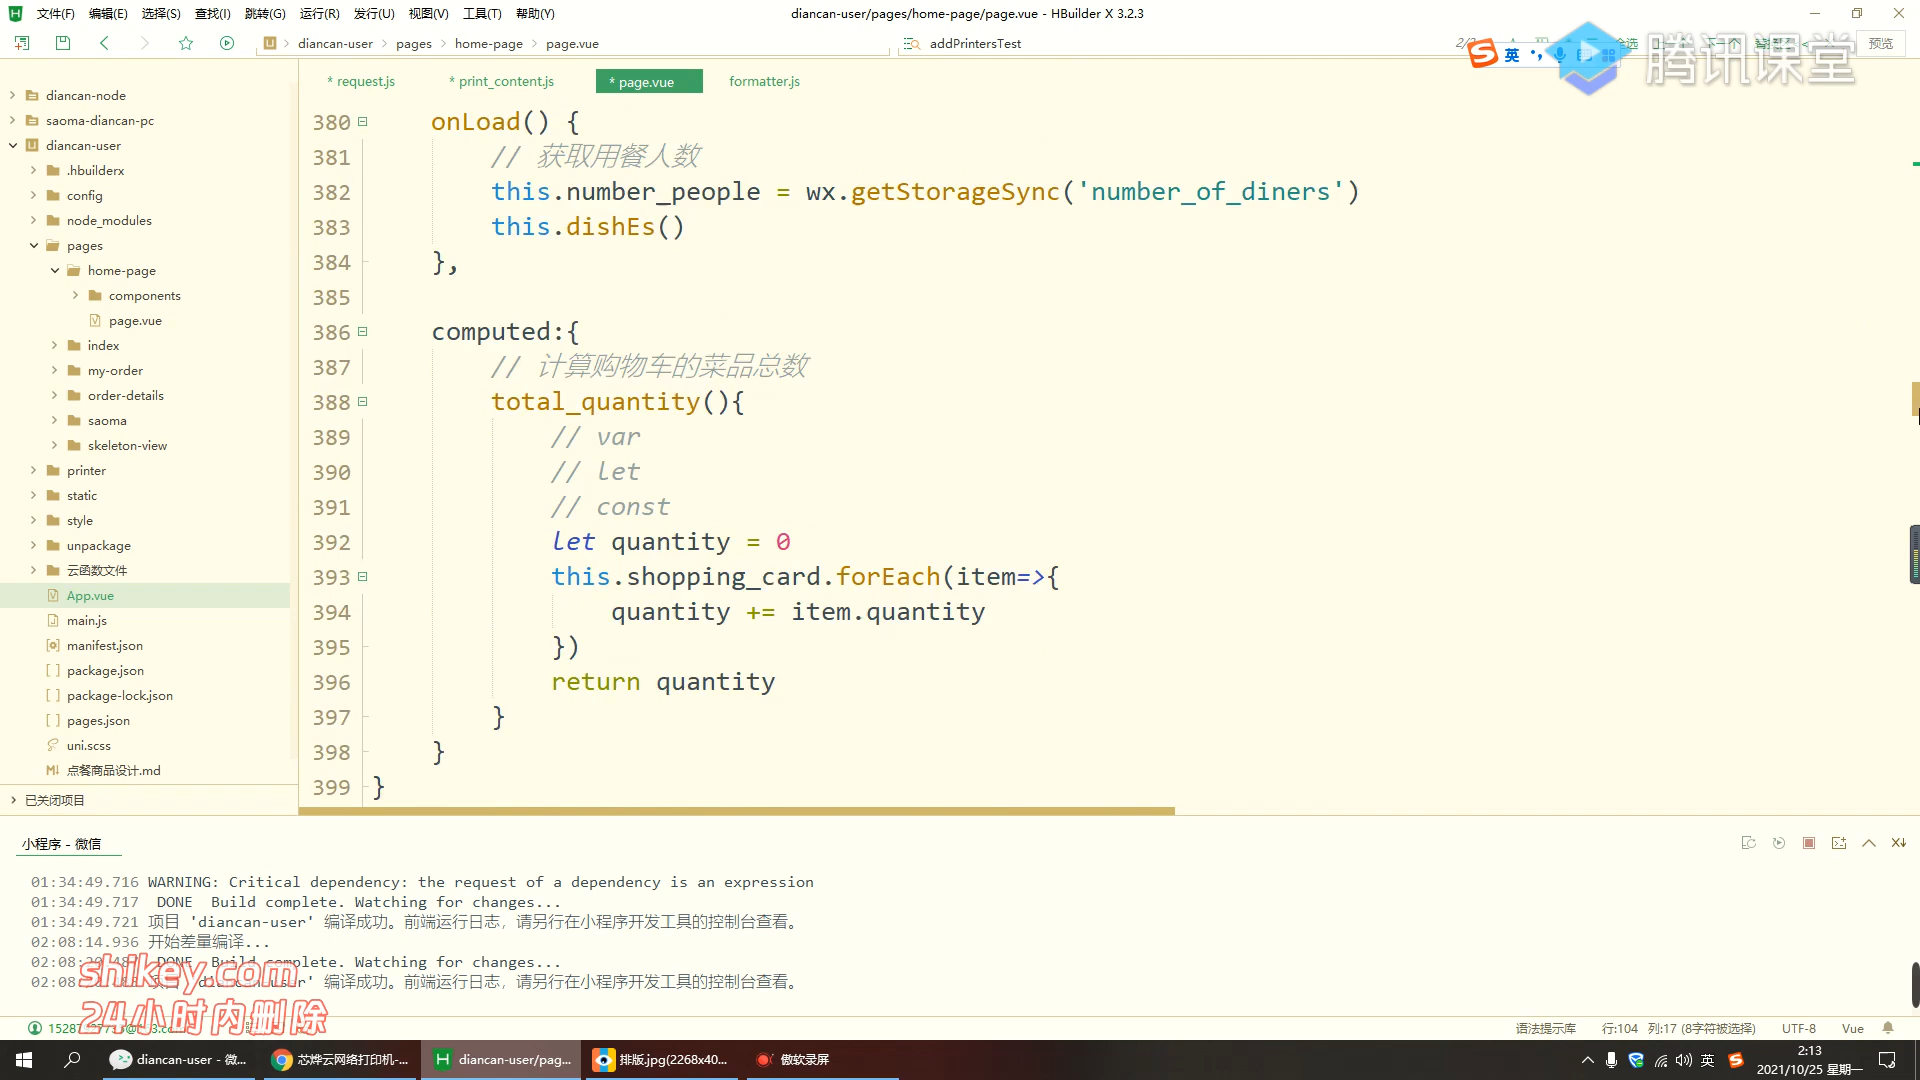 文件(F) 编辑(E) 选择(S) 查找(I) 跳转(G) 运行(R) 发行(U) 视图(V) 工具(T) 帮助(Y)
diancan-user/pages/home-page/page.vue - HBuilder X 3.2.3
diancan-user pages home-page page.vue
addPrintersTest
英
预览
腾讯课堂
* request.js
* print_content.js
* page.vue
formatter.js
diancan-node
saoma-diancan-pc
diancan-user
.hbuilderx
config
node_modules
pages
home-page
components
page.vue
index
my-order
order-details
saoma
skeleton-view
printer
static
style
unpackage
云函数文件
App.vue
main.js
manifest.json
package.json
package-lock.json
pages.json
uni.scss
点餐商品设计.md
已关闭项目
380 onLoad() {
381 // 获取用餐人数
382 this.number_people = wx.getStorageSync('number_of_diners')
383 this.dishEs()
384 },
385
386 computed:{
387 // 计算购物车的菜品总数
388 total_quantity(){
389 // var
390 // let
391 // const
392 let quantity = 0
393 this.shopping_card.forEach(item=>{
394 quantity += item.quantity
395 })
396 return quantity
397 }
398 }
399 }
小程序 - 微信
01:34:49.716 WARNING: Critical dependency: the request of a dependency is an expression
01:34:49.717 DONE Build complete. Watching for changes...
01:34:49.721 项目 'diancan-user' 编译成功。前端运行日志，请另行在小程序开发工具的控制台查看。
02:08:14.936 开始差量编译...
DONE Build complete. Watching for changes...
编译成功。前端运行日志，请另行在小程序开发工具的控制台查看。
shikey.com
24小时内删除
语法提示库
行:104 列:17 (8字符被选择)
UTF-8
Vue
diancan-user - 微...
芯烨云网络打印机-...
diancan-user/pag...
排版.jpg(2268x40...
傲软录屏
英
2:13
2021/10/25 星期一